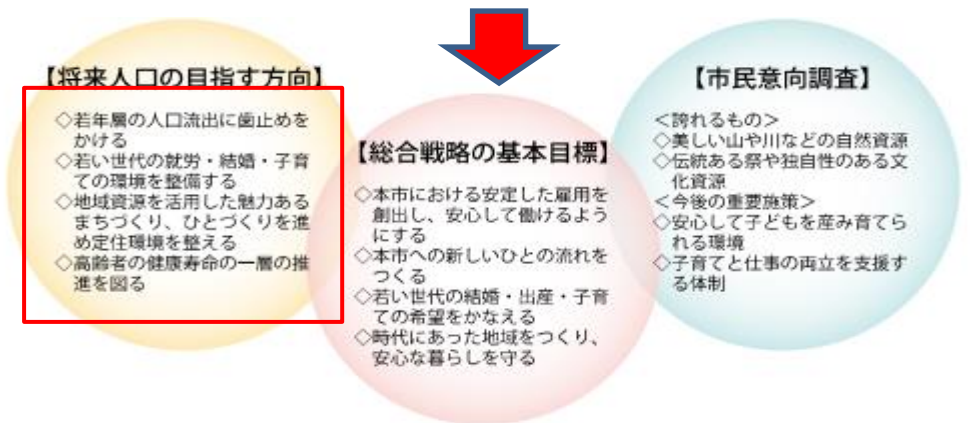 【将来人口の目指す方向】
◇若年層の人口流出に歯止めを
かける
◇若い世代の就労・結婚・子育
ての環境を整備する
◇地域資源を活用した魅力ある
まちづくり、ひとづくりを進
め定住環境を整える
◇高齢者の健康寿命の一層の推
進を図る
【総合戦略の基本目標】
◇本市における安定した雇用を
創出し、安心して働けるよう
にする
◇本市への新しいひとの流れを
つくる
◇若い世代の結婚・出産・子育
ての希望をかなえる
◇時代にあった地域をつくり、
安心な暮らしを守る
【市民意向調査】
<誇れるもの>
◇美しい山や川などの自然資源
◇伝統ある祭や独自性のある文
化資源
<今後の重要施策>
◇安心して子どもを産み育てら
れる環境
◇子育てと仕事の両立を支援す
る体制